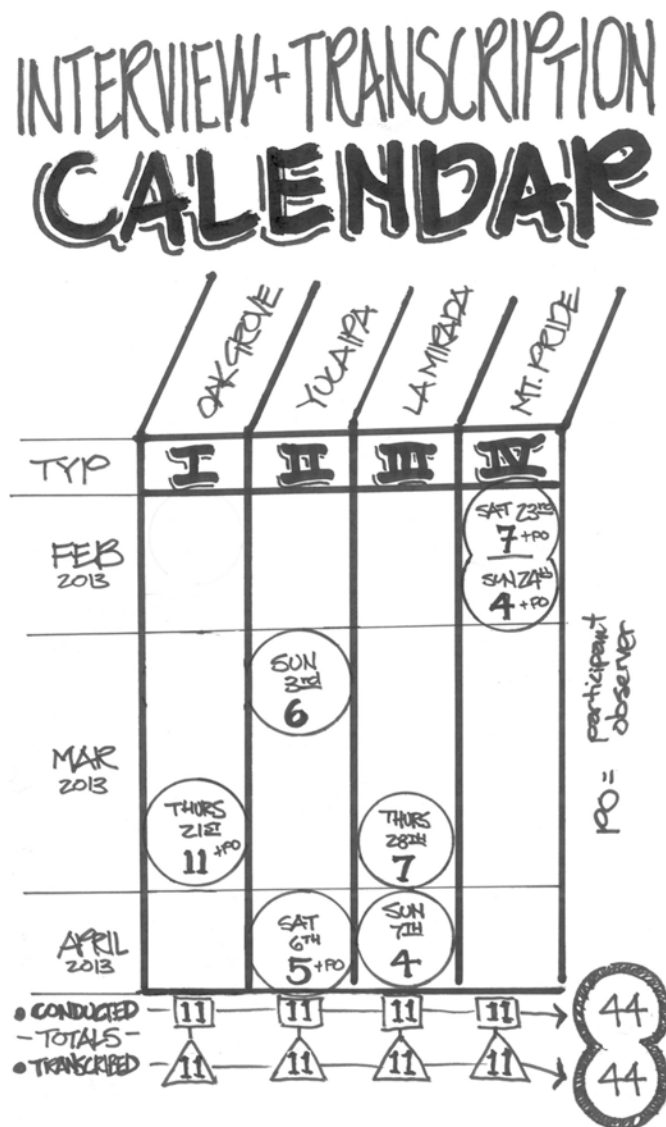 INTERVIEW + TRANSCRIPTION
CALENDAR
OAK GROVE
YUCAIPA
LA MIRADA
MT. PRIDE
TYP
I
II
III
IV
FEB
2013
SAT 23rd
7 +PO
SUN 24th
4 +PO
MAR
2013
SUN
3rd
6
THURS
21ST
11 +PO
THURS
28TH
7
APRIL
2013
SAT
6TH
5 +PO
SUN
7TH
4
PO = participant
observer
• CONDUCTED
11
11
11
11
44
- TOTALS -
• TRANSCRIBED
11
11
11
11
44